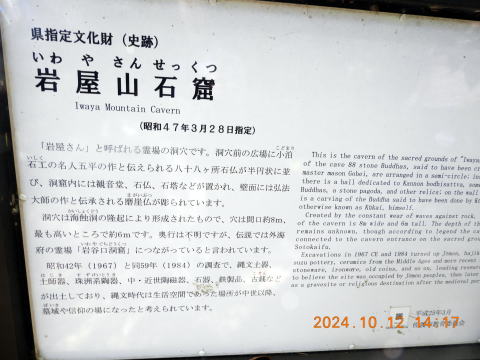 県指定文化財（史跡）
いわ や さん せっくつ
岩屋山石窟
Iwaya Mountain Cavern
（昭和47年3月28日指定）
「岩屋さん」と呼ばれる霊場の洞穴です。洞穴前の広場に小泊
石工の名人五平の作と伝えられる八十八ヶ所石仏が半円状に並
び、洞窟内には観音堂、石仏、石塔などが置かれ、壁面には弘法
大師の作と伝承される磨崖仏が彫られています。
洞穴は海蝕洞の隆起により形成されたもので、穴は間口約8m、
最も高いところで約6mです。奥行は不明ですが、伝説では外海
府の霊場「岩谷口洞窟」につながっていると言われています。
昭和42年（1967）と同59年（1984）の調査で、縄文土器、
土師器、珠洲系陶器、中・近世陶磁器、石器、鉄製品、古銭など
が出土しており、縄文時代は生活空間であった場所が中世以降、
墓域や信仰の場になったと考えられています。
This is the cavern of the sacred grounds of "Iwaya
of the cave 88 stone Buddhas, said to have been
master mason Gohei, are arranged in a semi-circle.
there is a hall dedicated to Kannon bodhisattva,
Buddhas, a stone pagoda, and other relics; on the wall
is a carving of the Buddha said to have been done by
otherwise known as Kūkai, himself.
Created by the constant wear of waves against rock,
of the cavern is 8m wide and 6m tall. The depth of
remains unknown, though according to legend the
connected to the cavern entrance on the sacred
Sotokaifu.
Excavations in 1967 CE and 1984 turned up Jōmon,
suzu pottery, ceramics from the Middle Ages and more recent
stoneware, ironware, old coins, and so on, leading
to believe the site was occupied by Jōmon peoples, then later
as a gravesite or religious destination after the medieval
平成25年3月
2024.10.12 14:17